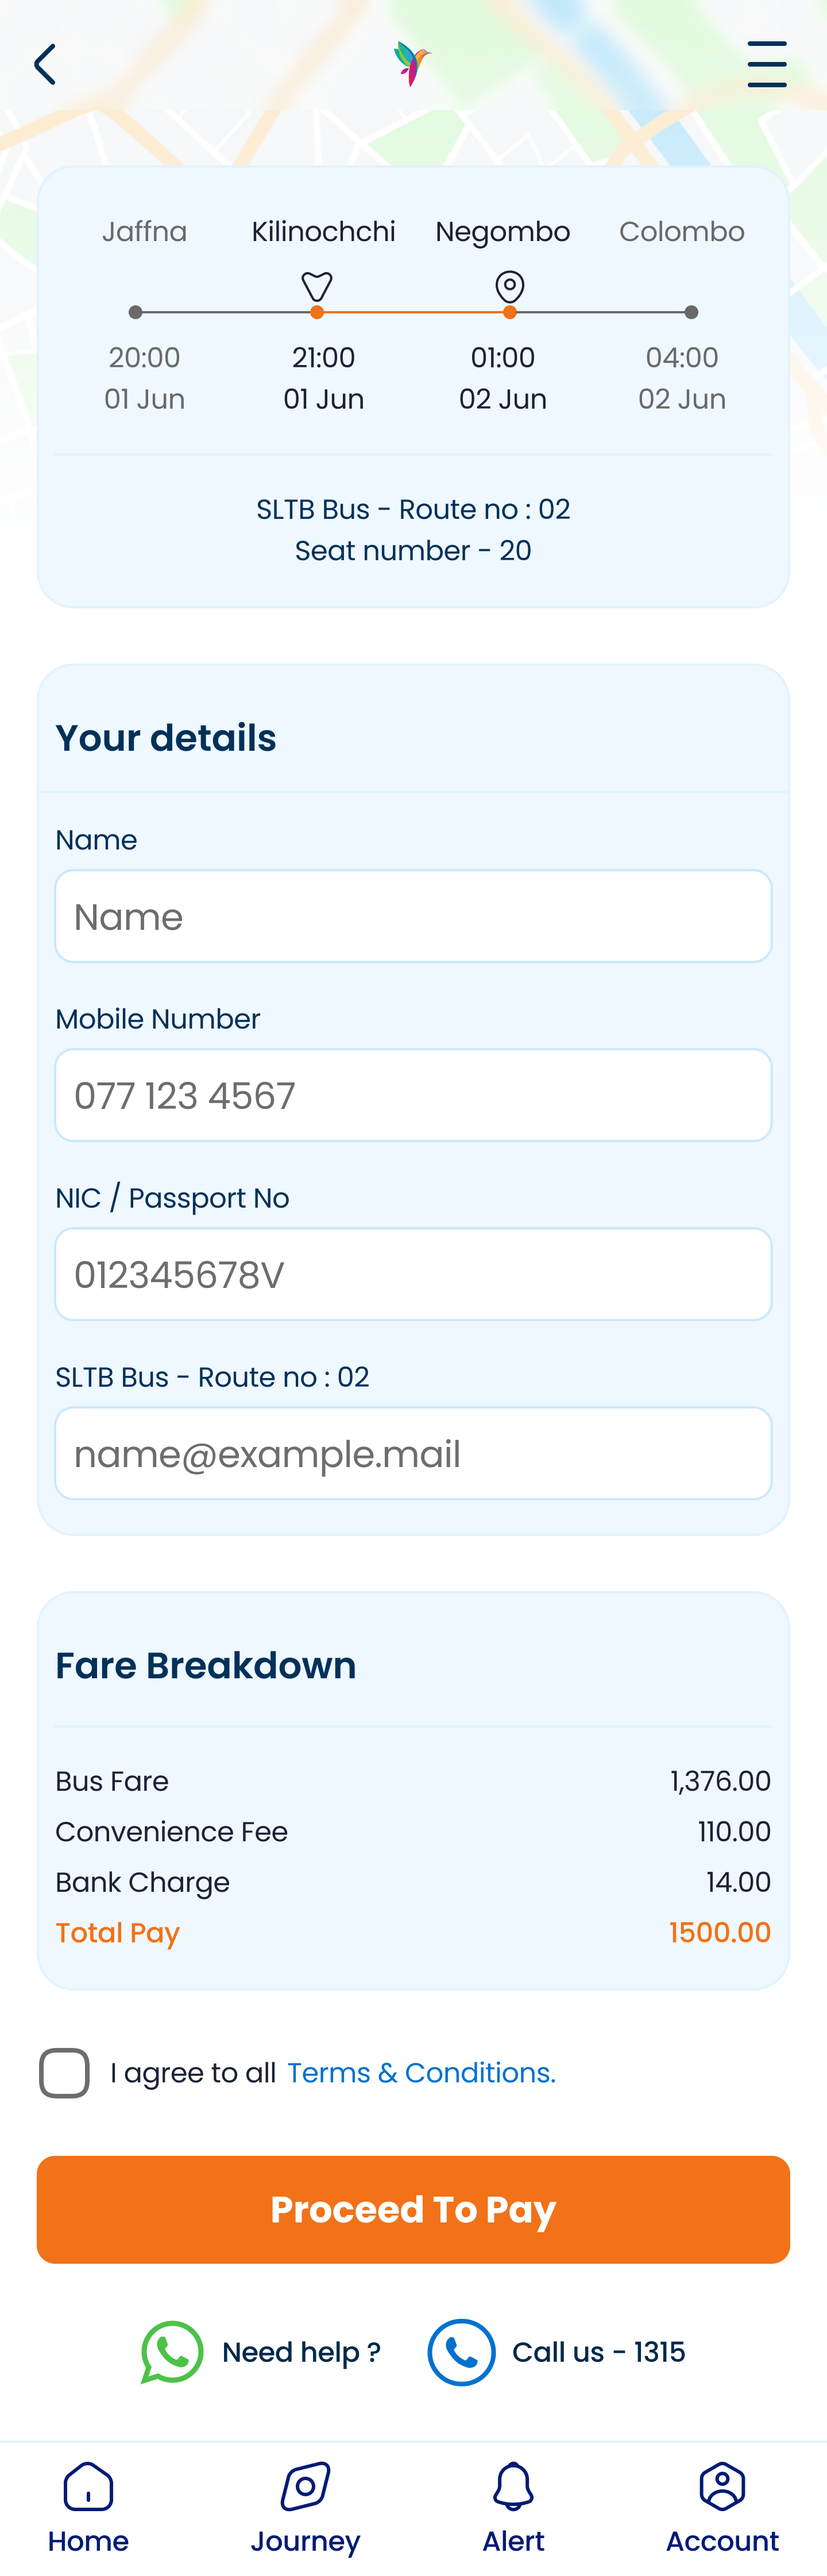 Jaffna Kilinochchi Negombo Colombo
20:00 21:00 01:00 04:00
01 Jun 01 Jun 02 Jun 02 Jun
SLTB Bus - Route no : 02
Seat number - 20
Your details
Name
Name
Mobile Number
077 123 4567
NIC / Passport No
012345678V
SLTB Bus - Route no : 02
name@example.mail
Fare Breakdown
Bus Fare 1,376.00
Convenience Fee 110.00
Bank Charge 14.00
Total Pay 1500.00
I agree to all Terms & Conditions.
Proceed To Pay
Need help ? Call us - 1315
Home Journey Alert Account